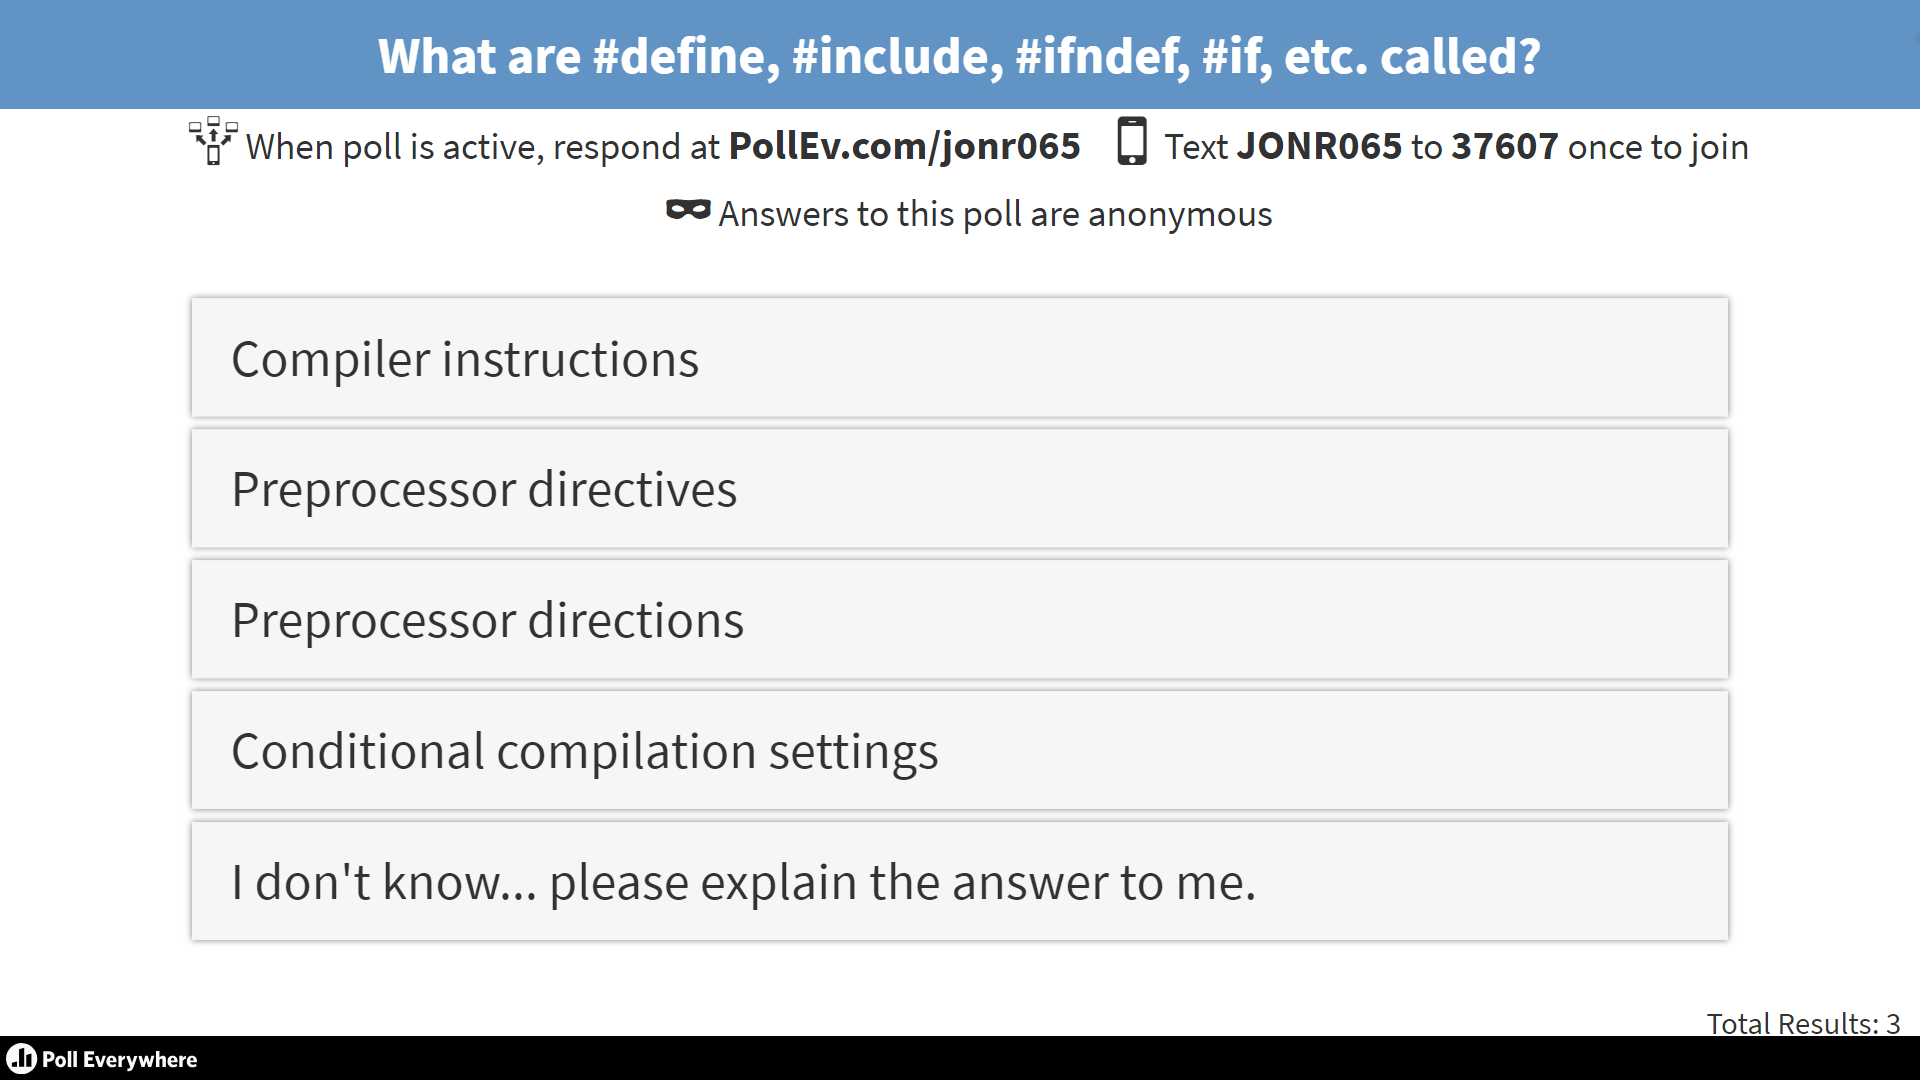 What are #define, #include, #ifndef, #if, etc. called?
When poll is active, respond at PollEv.com/jonr065 Text JONR065 to 37607 once to join
Answers to this poll are anonymous
Compiler instructions
Preprocessor directives
Preprocessor directions
Conditional compilation settings
I don't know... please explain the answer to me.
Total Results: 3
Poll Everywhere